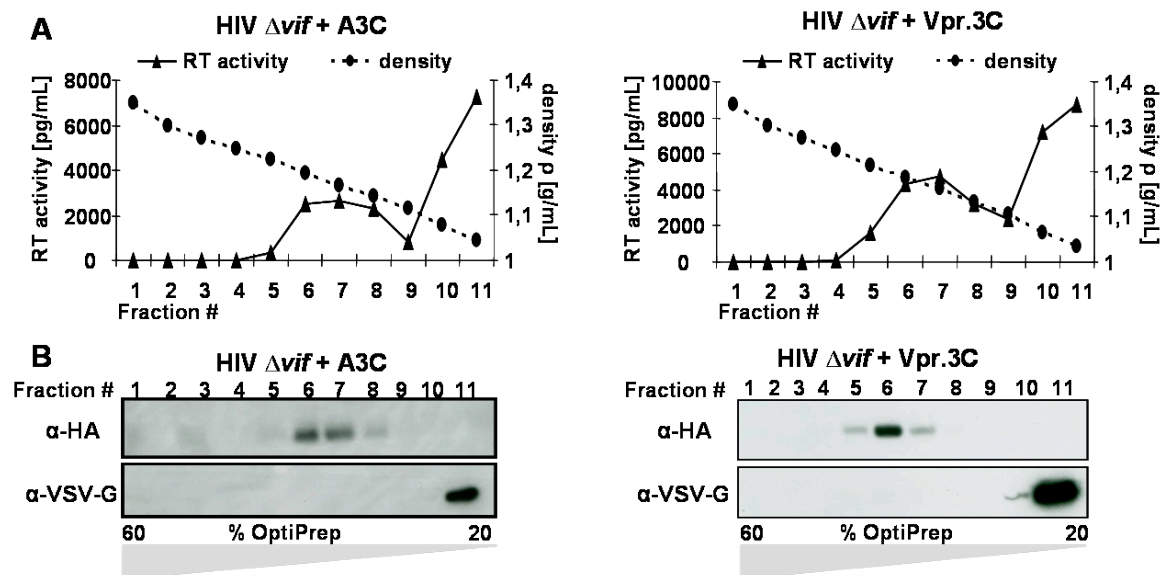 A
HIV Δvif + A3C
RT activity density
RT activity [pg/mL]
8000
6000
4000
2000
0
1,4
1,3
1,2
1,1
1
density ρ [g/mL]
1 2 3 4 5 6 7 8 9 10 11
Fraction #
HIV Δvif + Vpr.3C
RT activity density
RT activity [pg/mL]
10000
8000
6000
4000
2000
0
1,4
1,3
1,2
1,1
1
density ρ [g/mL]
1 2 3 4 5 6 7 8 9 10 11
Fraction #
B
HIV Δvif + A3C
Fraction # 1 2 3 4 5 6 7 8 9 10 11
α-HA
α-VSV-G
60 % OptiPrep 20
HIV Δvif + Vpr.3C
Fraction # 1 2 3 4 5 6 7 8 9 10 11
α-HA
α-VSV-G
60 % OptiPrep 20